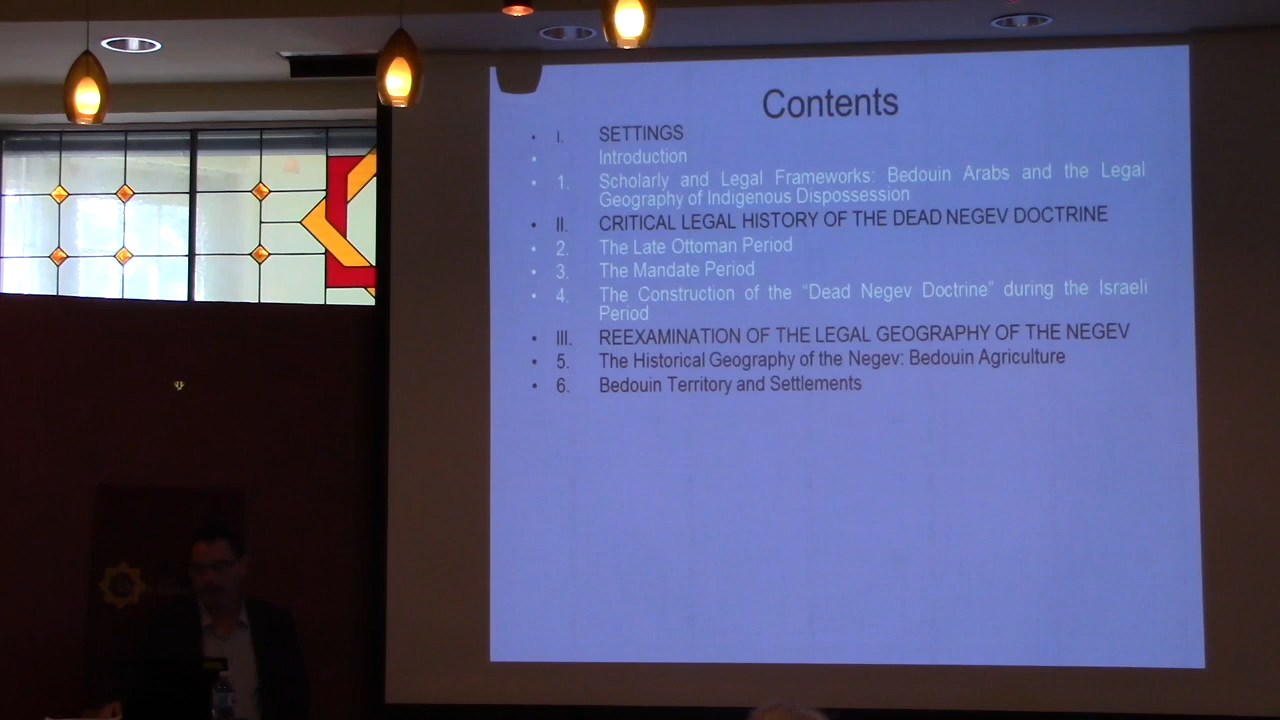 Contents
• I. SETTINGS
• Introduction
• 1. Scholarly and Legal Frameworks: Bedouin Arabs and the Legal
Geography of Indigenous Dispossession
• II. CRITICAL LEGAL HISTORY OF THE DEAD NEGEV DOCTRINE
• 2. The Late Ottoman Period
• 3. The Mandate Period
• 4. The Construction of the “Dead Negev Doctrine” during the Israeli
Period
• III. REEXAMINATION OF THE LEGAL GEOGRAPHY OF THE NEGEV
• 5. The Historical Geography of the Negev: Bedouin Agriculture
• 6. Bedouin Territory and Settlements